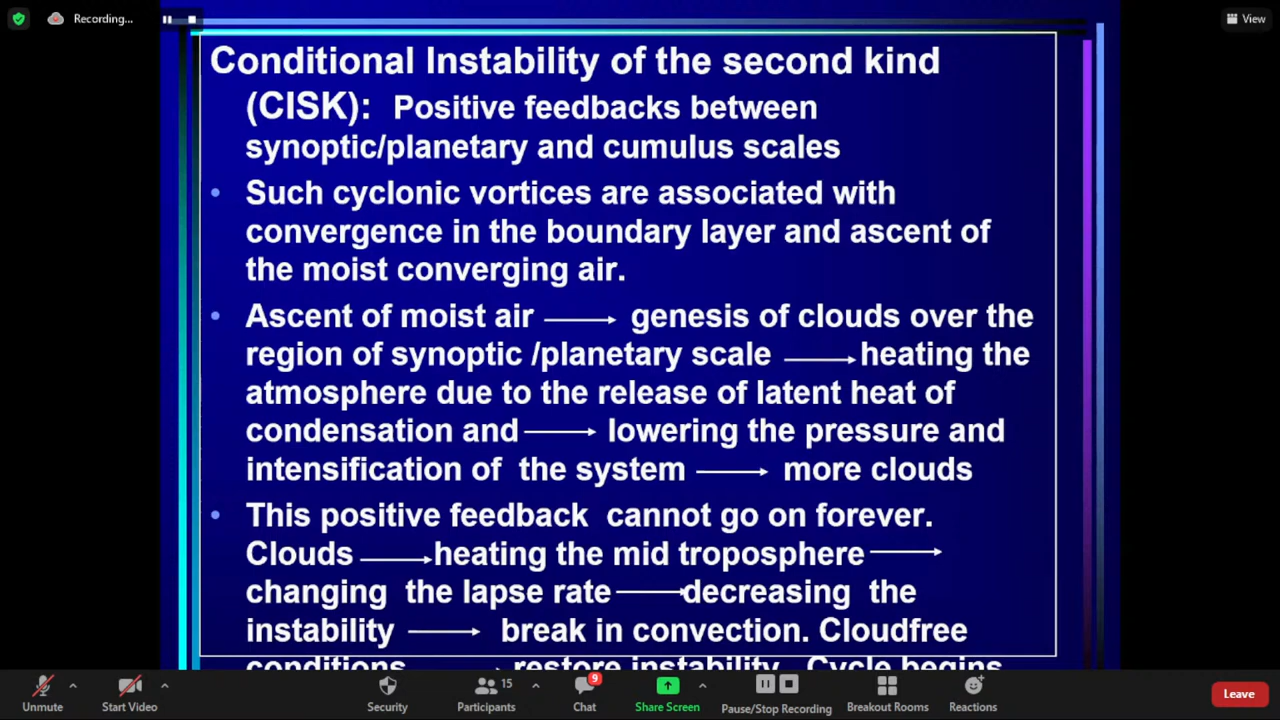 Recording...
View
Conditional Instability of the second kind
(CISK): Positive feedbacks between
synoptic/planetary and cumulus scales
• Such cyclonic vortices are associated with
convergence in the boundary layer and ascent of
the moist converging air.
• Ascent of moist air → genesis of clouds over the
region of synoptic /planetary scale → heating the
atmosphere due to the release of latent heat of
condensation and → lowering the pressure and
intensification of the system → more clouds
• This positive feedback cannot go on forever.
Clouds → heating the mid troposphere →
changing the lapse rate → decreasing the
instability → break in convection. Cloudfree
conditions → restore instability. Cycle begins
Unmute
Start Video
Security
15
Participants
9
Chat
Share Screen
Pause/Stop Recording
Breakout Rooms
Reactions
Leave